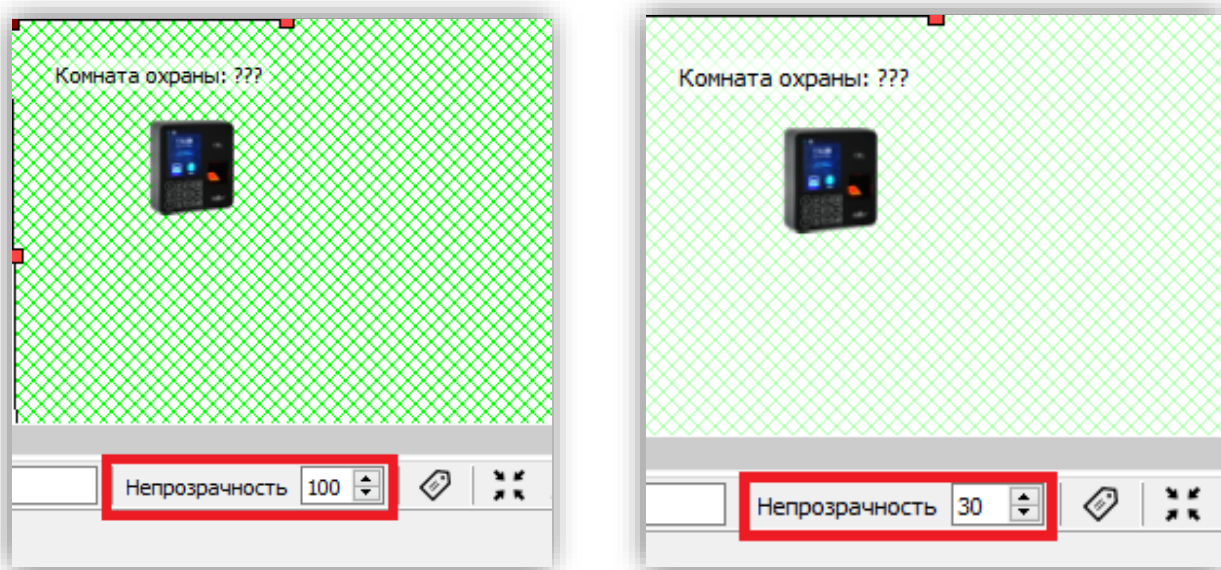 Комната охраны: ???
Непрозрачность 100
Комната охраны: ???
Непрозрачность 30